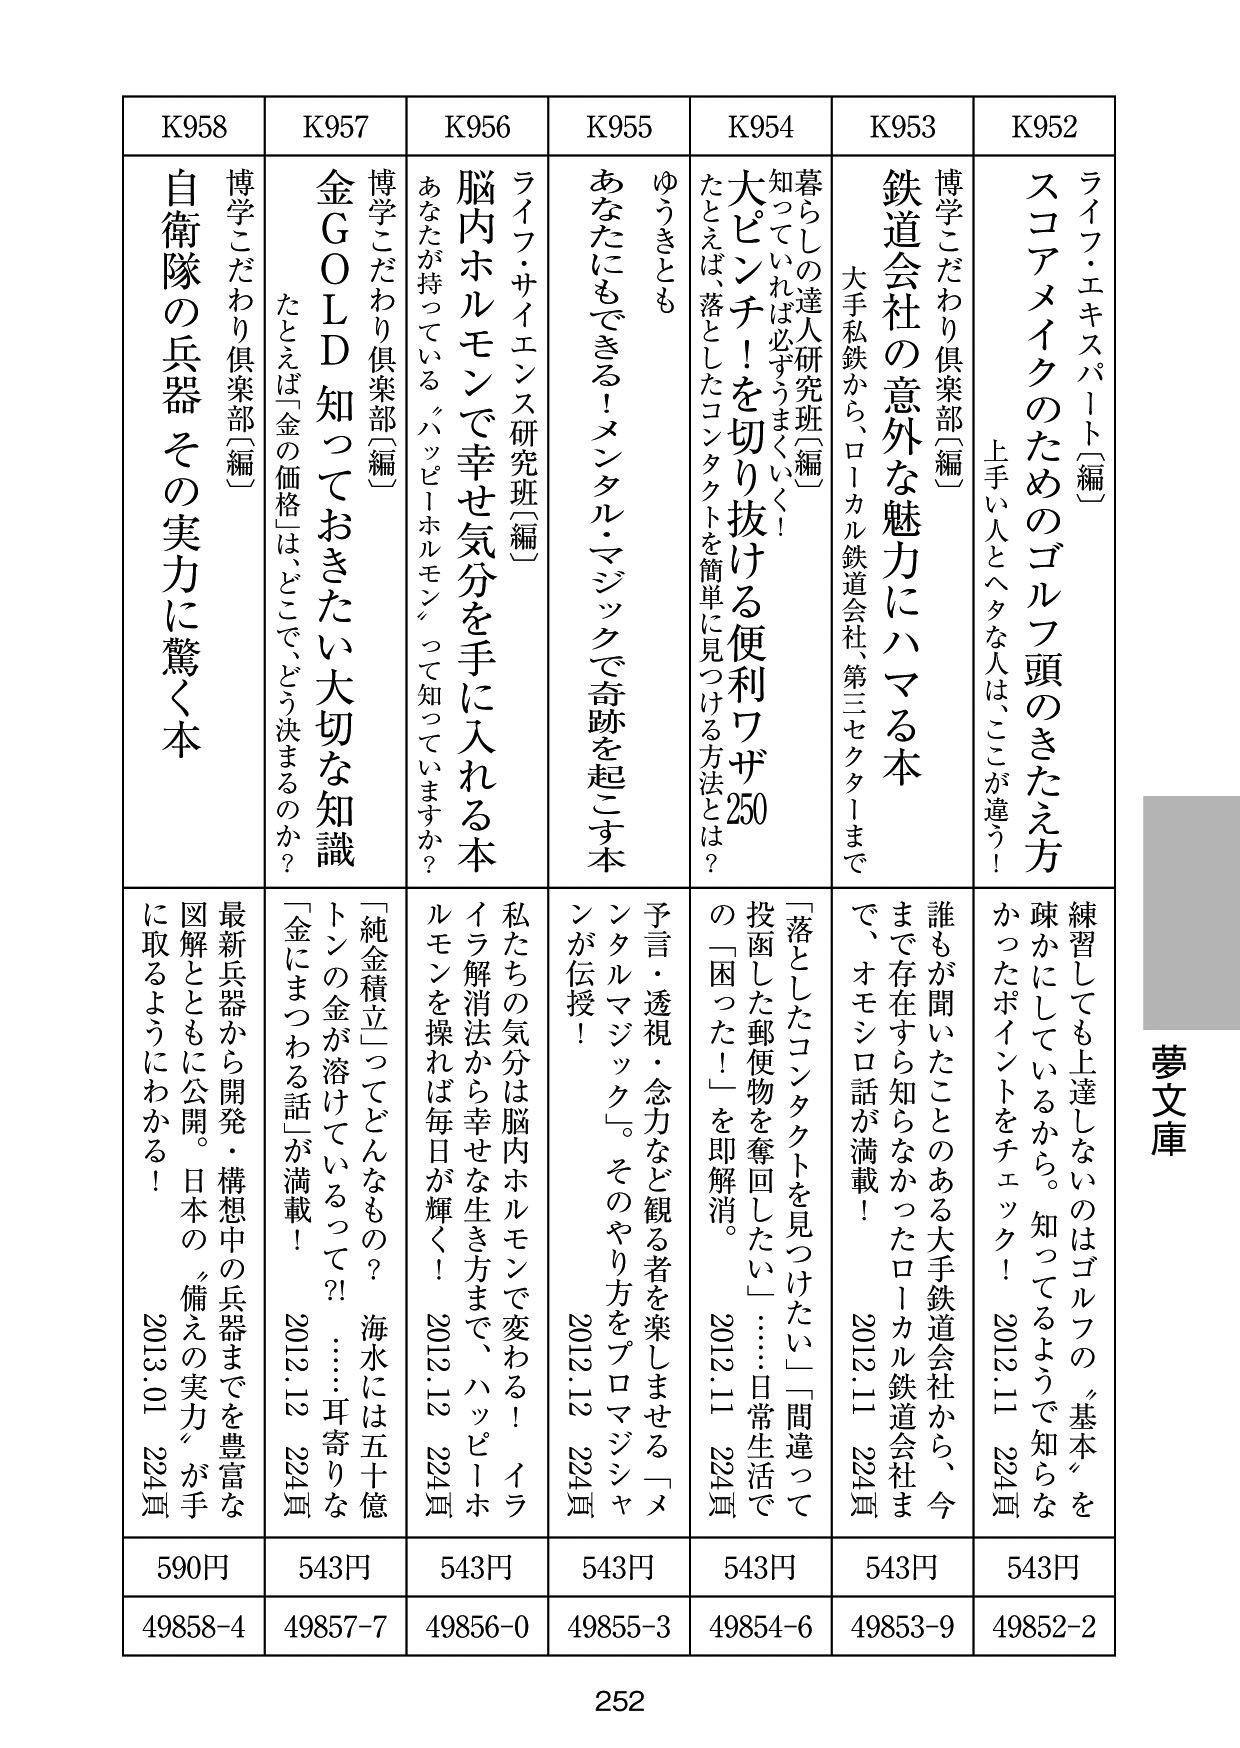 K952
ライフ・エキスパート〔編〕
スコアメイクのためのゴルフ頭のきたえ方
上手い人とヘタな人は、ここが違う！
練習しても上達しないのはゴルフの〝基本〟を
疎かにしているから。知ってるようで知らな
かったポイントをチェック！　2012.11　224頁
543円
49852-2
K953
博学こだわり倶楽部〔編〕
鉄道会社の意外な魅力にハマる本
大手私鉄から、ローカル鉄道会社、第三セクターまで
誰もが聞いたことのある大手鉄道会社から、今
まで存在すら知らなかったローカル鉄道会社ま
で、オモシロ話が満載！　2012.11　224頁
543円
49853-9
K954
暮らしの達人研究班〔編〕
知っていれば必ずうまくいく！
大ピンチ！を切り抜ける便利ワザ250
たとえば、落としたコンタクトを簡単に見つける方法とは？
「落としたコンタクトを見つけたい」「間違って
投函した郵便物を奪回したい」……日常生活で
の「困った！」を即解消。　2012.11　224頁
543円
49854-6
K955
ゆうきとも
あなたにもできる！メンタル・マジックで奇跡を起こす本
予言・透視・念力など観る者を楽しませる「メ
ンタルマジック」。そのやり方をプロマジシャ
ンが伝授！　2012.12　224頁
543円
49855-3
K956
ライフ・サイエンス研究班〔編〕
脳内ホルモンで幸せ気分を手に入れる本
あなたが持っている〝ハッピーホルモン〟って知っていますか？
私たちの気分は脳内ホルモンで変わる！　イラ
イラ解消法から幸せな生き方まで、ハッピーホ
ルモンを操れば毎日が輝く！　2012.12　224頁
543円
49856-0
K957
博学こだわり倶楽部〔編〕
金GOLD 知っておきたい大切な知識
たとえば「金の価格」は、どこで、どう決まるのか？
「純金積立」ってどんなもの？　海水には五十億
トンの金が溶けているって?!　……耳寄りな
「金にまつわる話」が満載！　2012.12　224頁
543円
49857-7
K958
博学こだわり倶楽部〔編〕
自衛隊の兵器 その実力に驚く本
最新兵器から開発・構想中の兵器までを豊富な
図解とともに公開。日本の〝備えの実力〟が手
に取るようにわかる！　2013.01　224頁
590円
49858-4
夢文庫
252